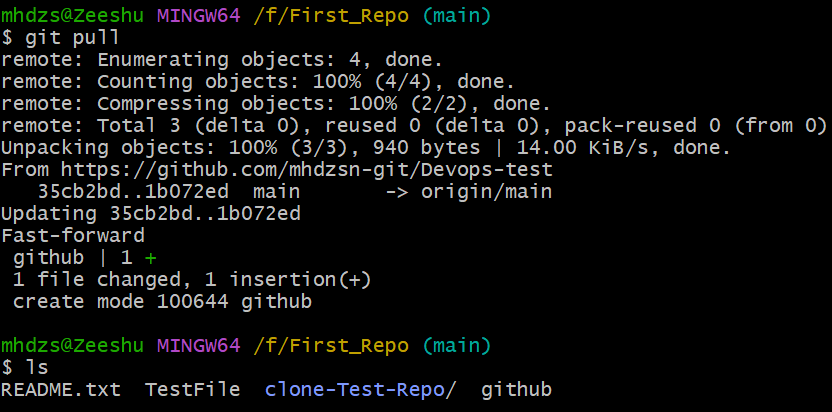 mhdzs@Zeeshu MINGW64 /f/First_Repo (main)
$ git pull
remote: Enumerating objects: 4, done.
remote: Counting objects: 100% (4/4), done.
remote: Compressing objects: 100% (2/2), done.
remote: Total 3 (delta 0), reused 0 (delta 0), pack-reused 0 (from 0)
Unpacking objects: 100% (3/3), 940 bytes | 14.00 KiB/s, done.
From https://github.com/mhdzsn-git/Devops-test
   35cb2bd..1b072ed  main       -> origin/main
Updating 35cb2bd..1b072ed
Fast-forward
 github | 1 +
 1 file changed, 1 insertion(+)
 create mode 100644 github
mhdzs@Zeeshu MINGW64 /f/First_Repo (main)
$ ls
README.txt  TestFile  clone-Test-Repo/  github